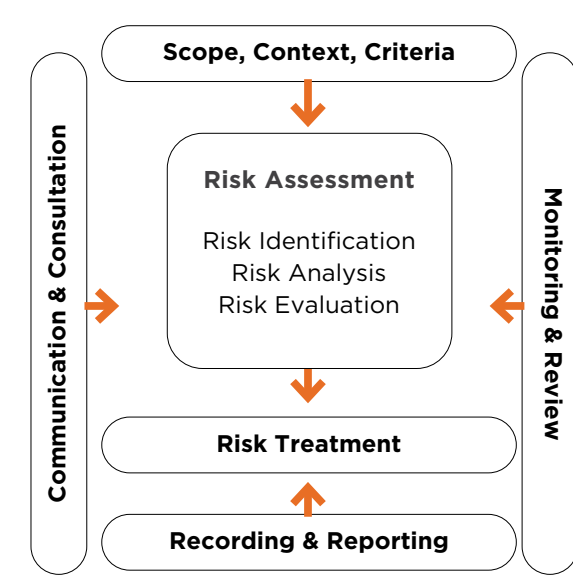 Scope, Context, Criteria
Communication & Consultation
Risk Assessment
Risk Identification
Risk Analysis
Risk Evaluation
Monitoring & Review
Risk Treatment
Recording & Reporting